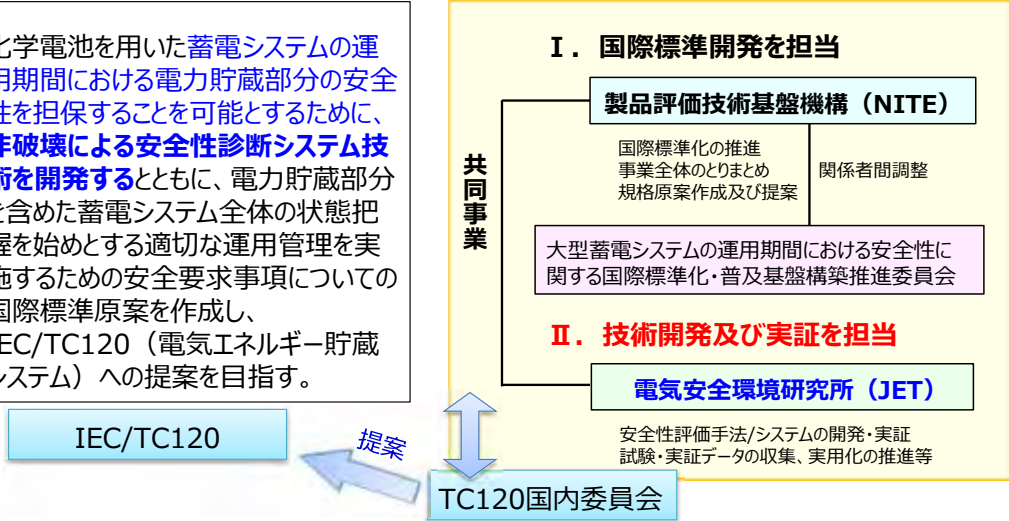 化学電池を用いた蓄電システムの運
用期間における電力貯蔵部分の安全
性を担保することを可能とするために、
非破壊による安全性診断システム技
術を開発するとともに、電力貯蔵部分
を含めた蓄電システム全体の状態把
握を始めとする適切な運用管理を実
施するための安全要求事項についての
国際標準原案を作成し、
IEC/TC120（電気エネルギー貯蔵
システム）への提案を目指す。
IEC/TC120
提案
TC120国内委員会
共同事業
Ⅰ．国際標準開発を担当
製品評価技術基盤機構（NITE）
国際標準化の推進
事業全体のとりまとめ
規格原案作成及び提案
関係者間調整
大型蓄電システムの運用期間における安全性に
関する国際標準化・普及基盤構築推進委員会
Ⅱ．技術開発及び実証を担当
電気安全環境研究所（JET）
安全性評価手法/システムの開発・実証
試験・実証データの収集、実用化の推進等